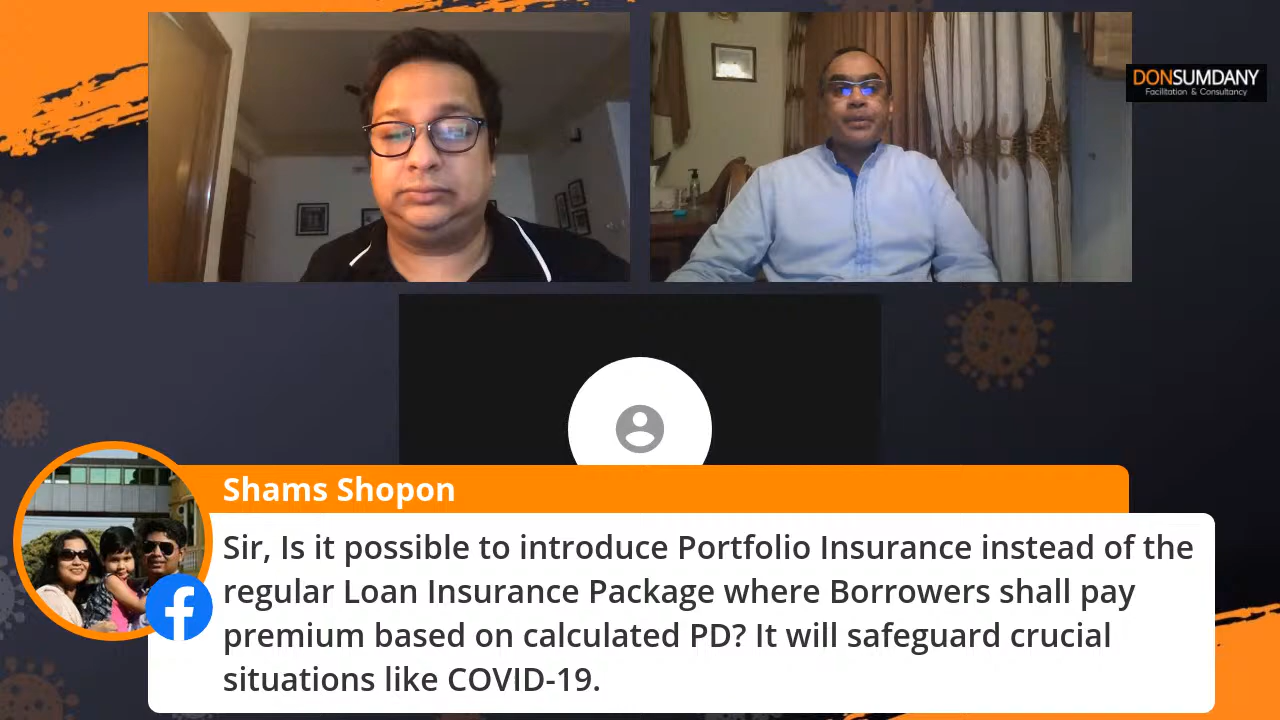 DONSUMDANY
Facilitation & Consultancy
Shams Shopon
Sir, Is it possible to introduce Portfolio Insurance instead of the
regular Loan Insurance Package where Borrowers shall pay
premium based on calculated PD? It will safeguard crucial
situations like COVID-19.